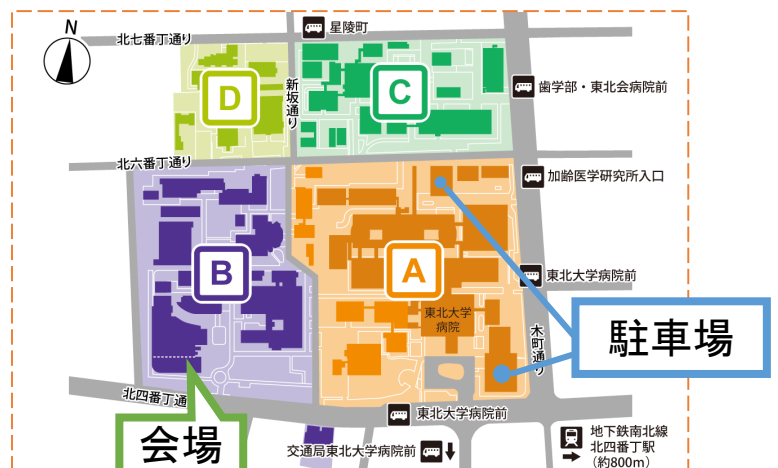 N
星陵町
北七番丁通り
新坂通り
D
C
歯学部・東北会病院前
北六番丁通り
加齢医学研究所入口
B
A
東北大学病院前
東北大学
病院
木町通り
駐車場
北四番丁通
東北大学病院前
会場
交通局東北大学病院前
地下鉄南北線
北四番丁駅
(約800m)